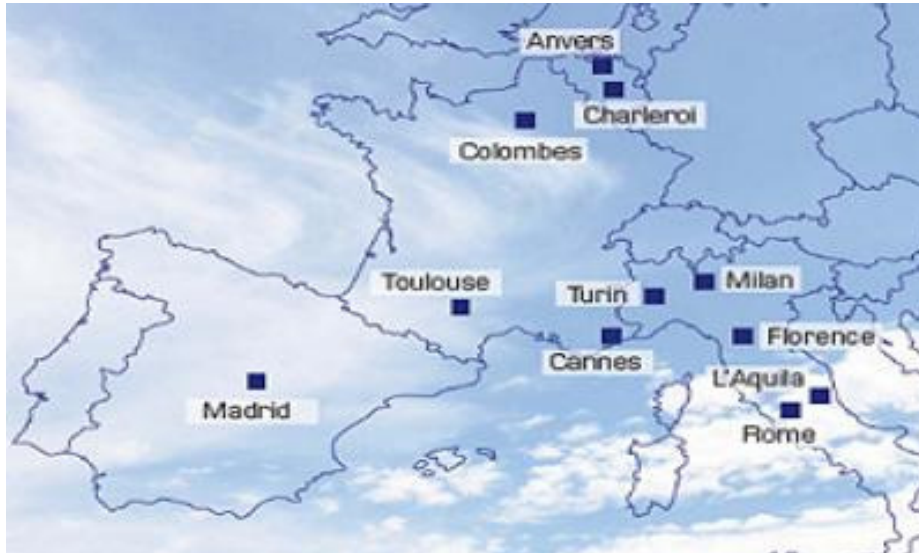 Anvers
Charleroi
Colombes
Toulouse
Turin
Milan
Cannes
Florence
L'Aquila
Madrid
Rome